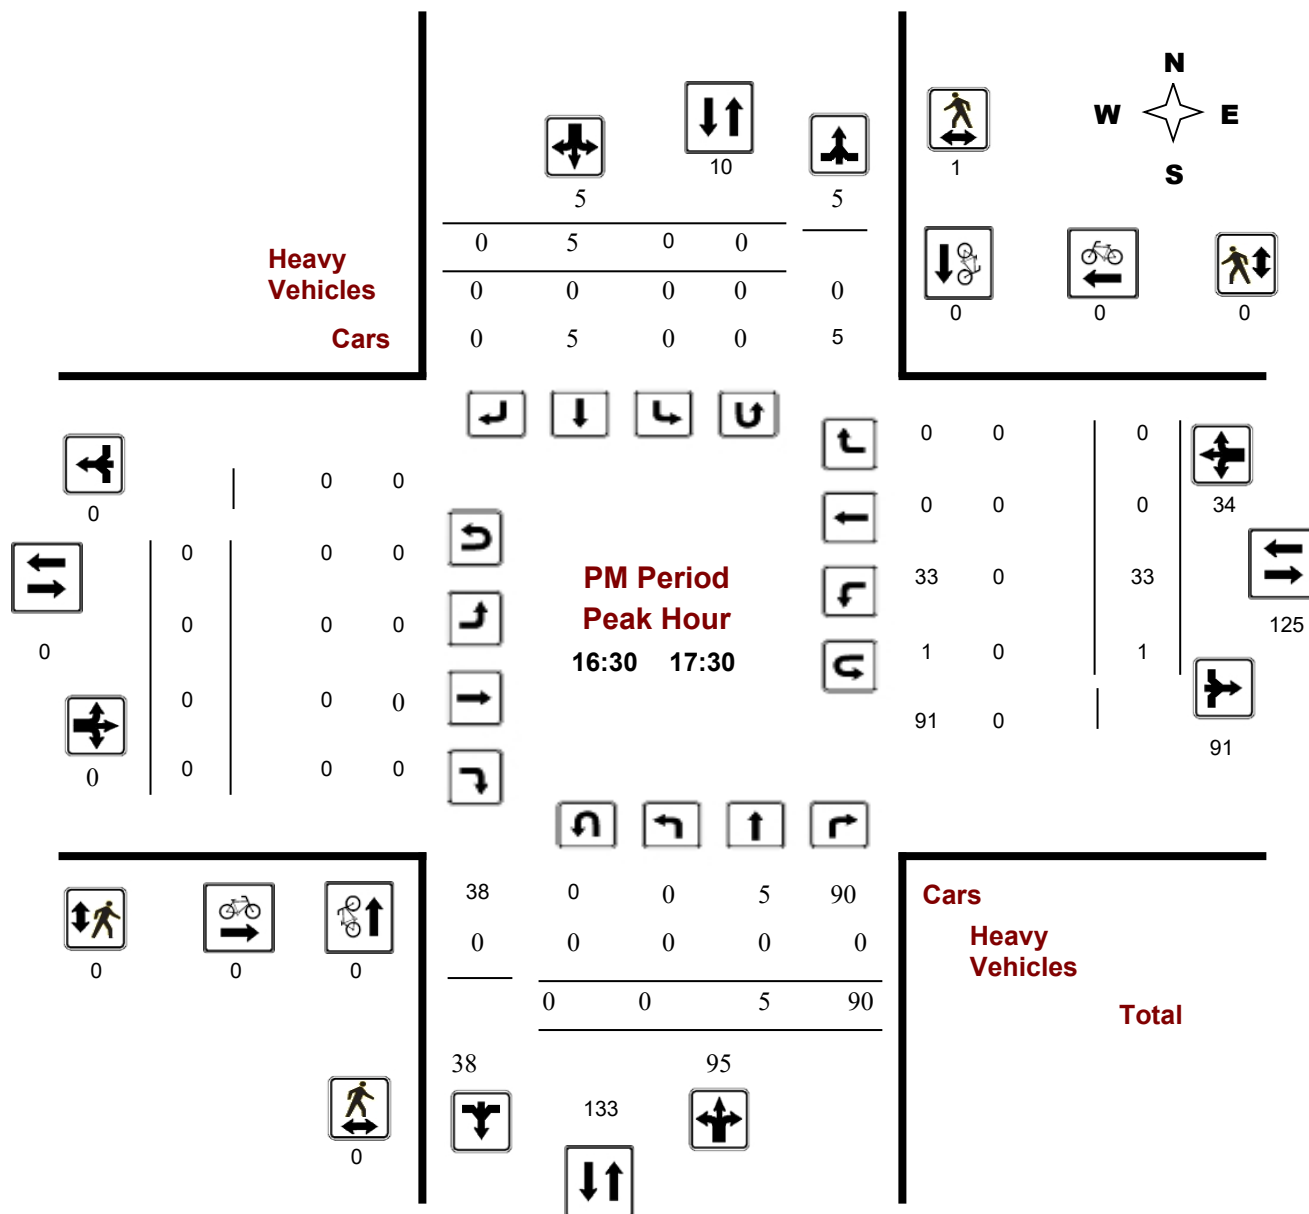 N
W E
S
10
1
5 5
0 5 0 0
Heavy
Vehicles
0 0 0 0 0
0 0 0
Cars
0 5 0 0 5
0 0 0
0 0 0
34
0 0
0 0 0
0 0 0
PM Period
Peak Hour
16:30 17:30
33 0 33
125
0 0 0
0
1 0 1
0 0 0
91 0
91
0
0 0 0
38 0 0 5 90
Cars
0 0 0 0 0
Heavy
Vehicles
0 0 0
0 0 5 90
Total
38 95
133
0